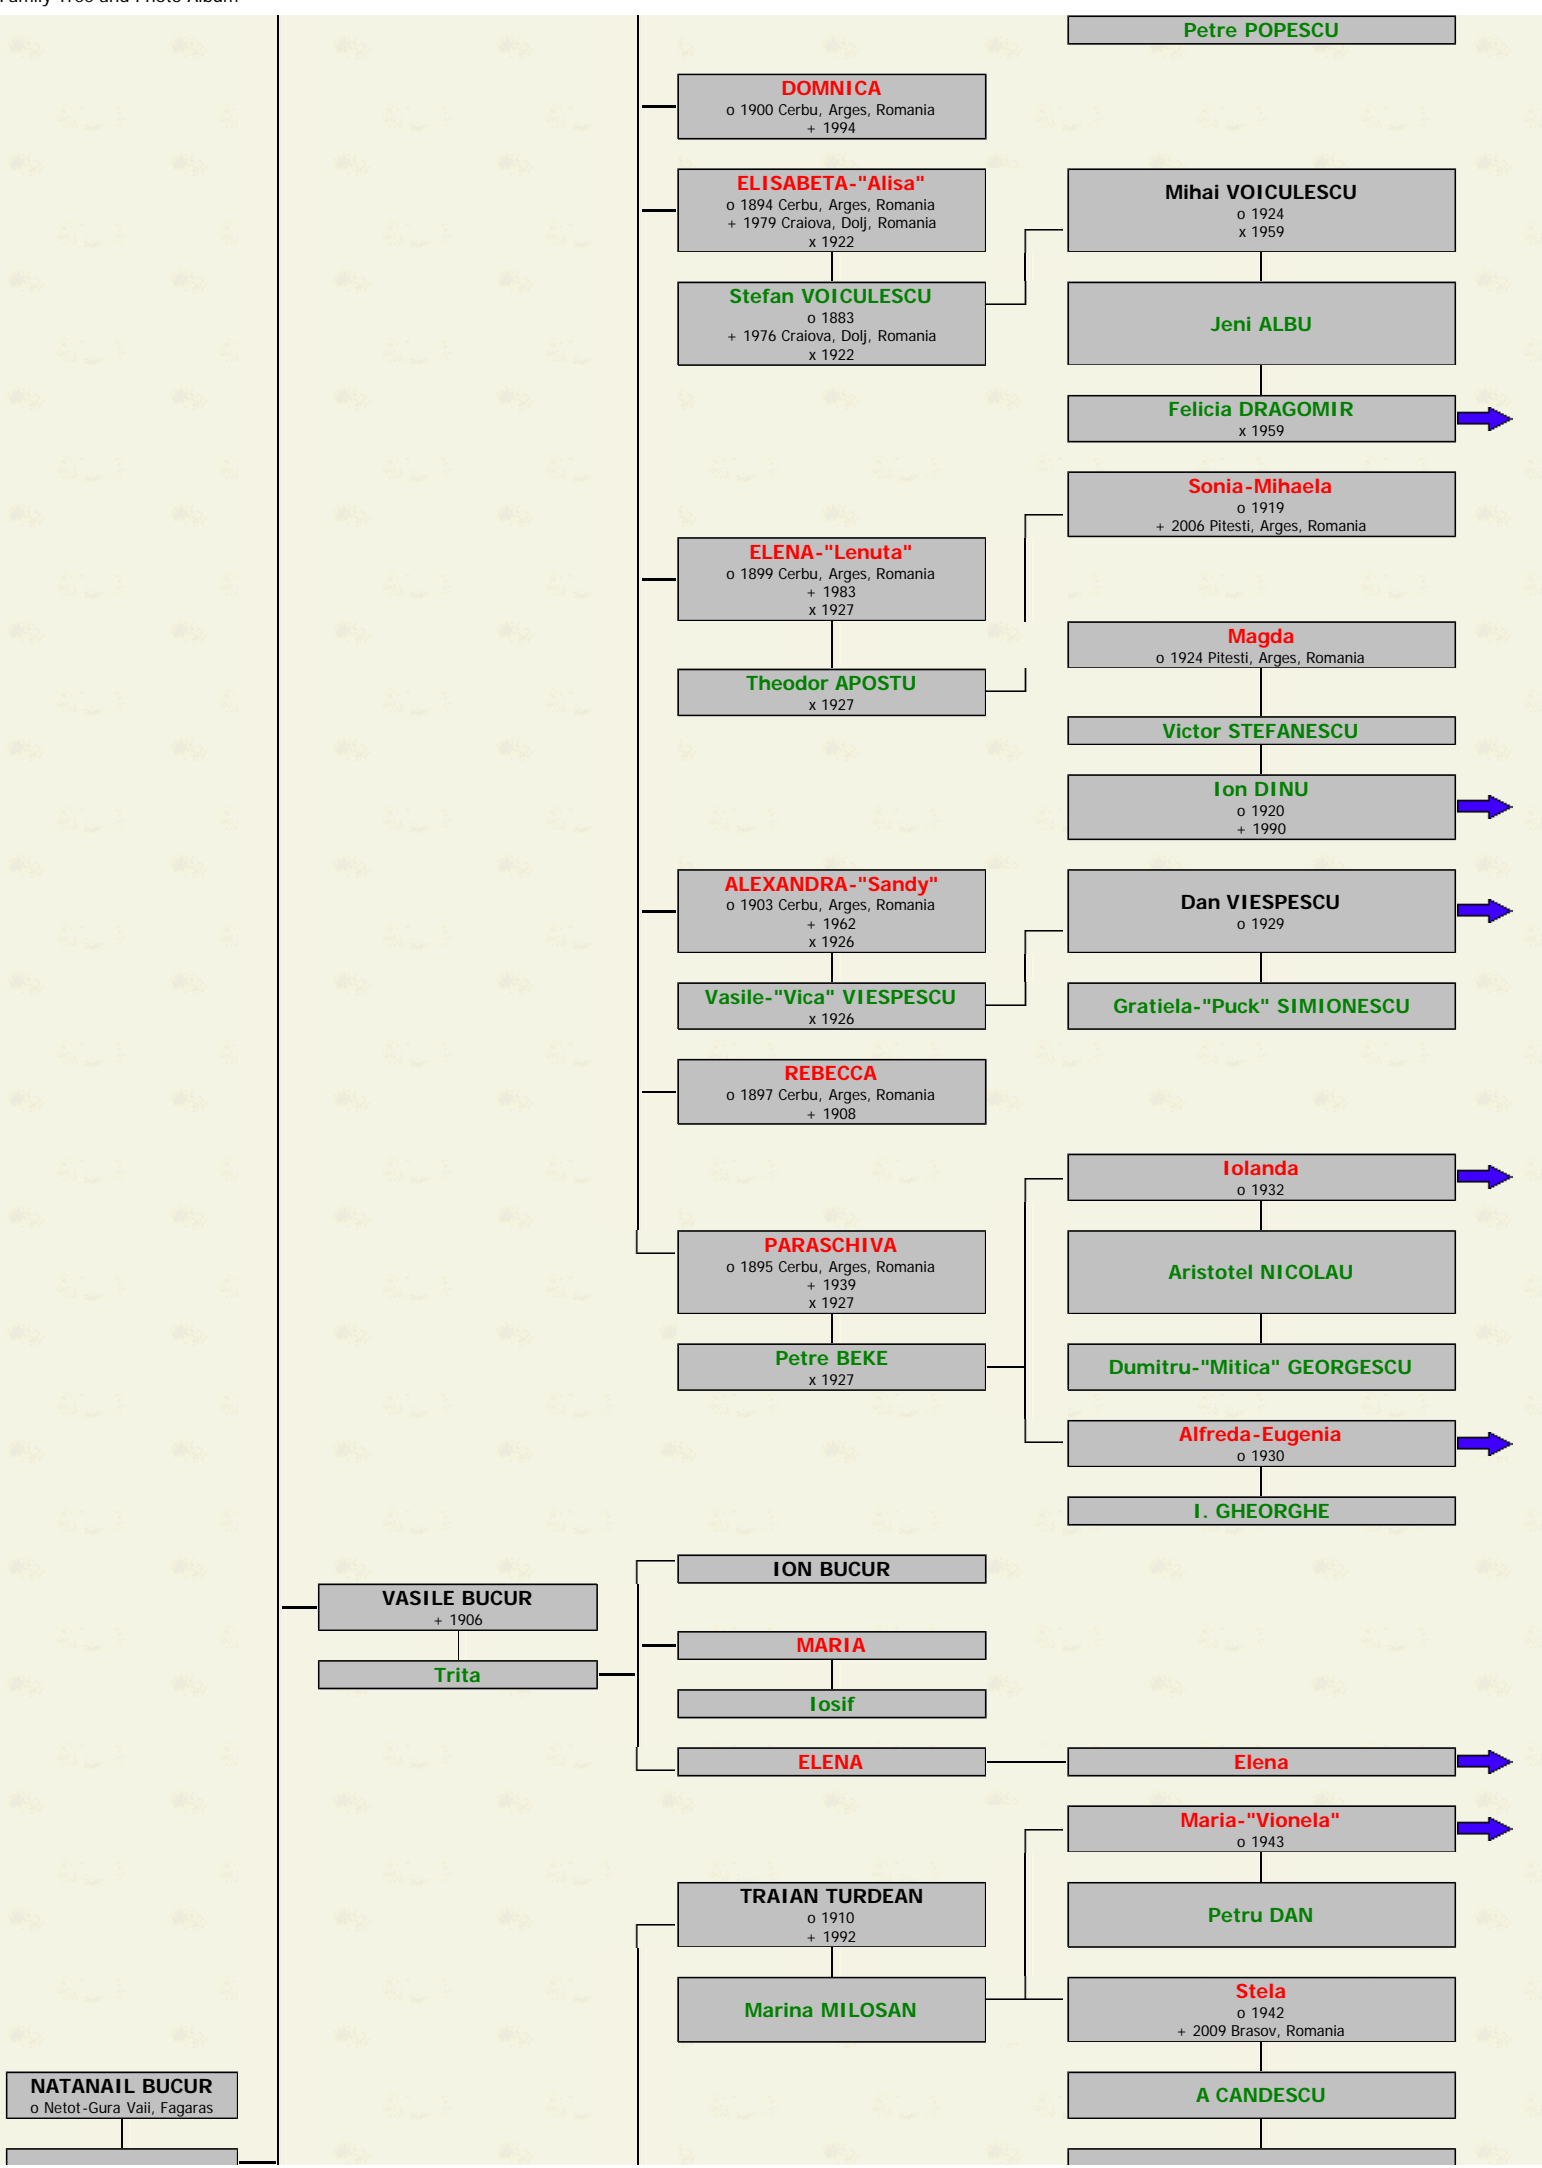 Family Tree and Photo Album
Petre POPESCU
DOMNICA
o 1900 Cerbu, Arges, Romania
+ 1994
ELISABETA-"Alisa"
o 1894 Cerbu, Arges, Romania
+ 1979 Craiova, Dolj, Romania
x 1922
Mihai VOICULESCU
o 1924
x 1959
Stefan VOICULESCU
o 1883
+ 1976 Craiova, Dolj, Romania
x 1922
Jeni ALBU
Felicia DRAGOMIR
x 1959
Sonia-Mihaela
o 1919
+ 2006 Pitesti, Arges, Romania
ELENA-"Lenuta"
o 1899 Cerbu, Arges, Romania
+ 1983
x 1927
Magda
o 1924 Pitesti, Arges, Romania
Theodor APOSTU
x 1927
Victor STEFANESCU
Ion DINU
o 1920
+ 1990
ALEXANDRA-"Sandy"
o 1903 Cerbu, Arges, Romania
+ 1962
x 1926
Dan VIESPESCU
o 1929
Vasile-"Vica" VIESPESCU
x 1926
Gratiela-"Puck" SIMIONESCU
REBECCA
o 1897 Cerbu, Arges, Romania
+ 1908
Iolanda
o 1932
PARASCHIVA
o 1895 Cerbu, Arges, Romania
+ 1939
x 1927
Aristotel NICOLAU
Petre BEKE
x 1927
Dumitru-"Mitica" GEORGESCU
Alfreda-Eugenia
o 1930
I. GHEORGHE
ION BUCUR
VASILE BUCUR
+ 1906
MARIA
Trita
Iosif
ELENA
Elena
Maria-"Vionela"
o 1943
TRAIAN TURDEAN
o 1910
+ 1992
Petru DAN
Marina MILOSAN
Stela
o 1942
+ 2009 Brasov, Romania
NATANAIL BUCUR
o Netot-Gura Vaii, Fagaras
A CANDESCU